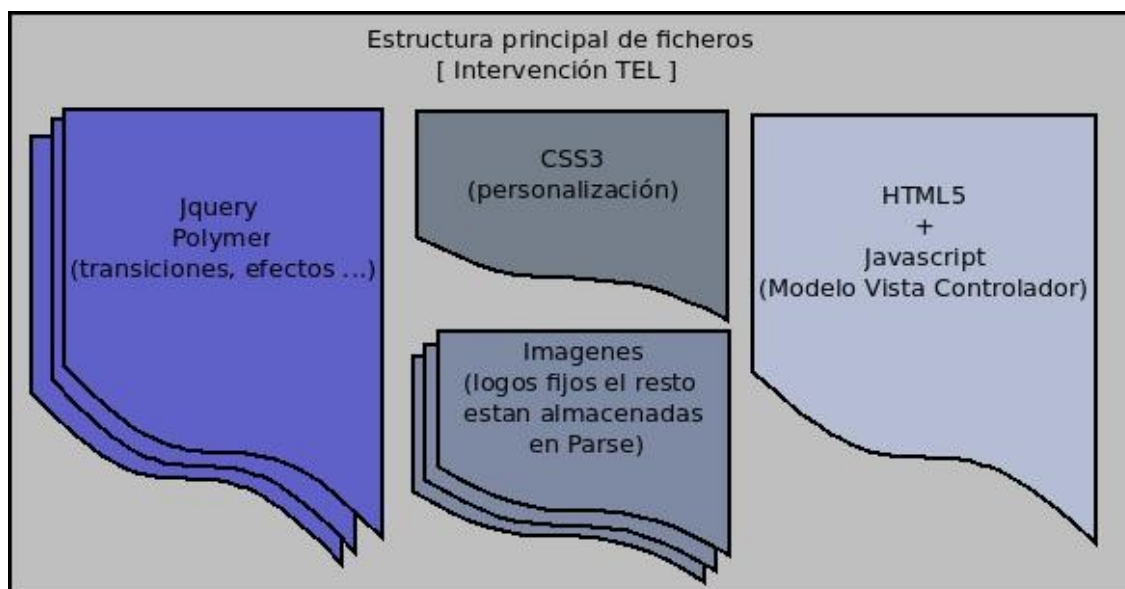 Estructura principal de ficheros
[ Intervención TEL ]
Jquery
Polymer
(transiciones, efectos ...)
CSS3
(personalización)
Imagenes
(logos fijos el resto
estan almacenadas
en Parse)
HTML5
+
Javascript
(Modelo Vista Controlador)